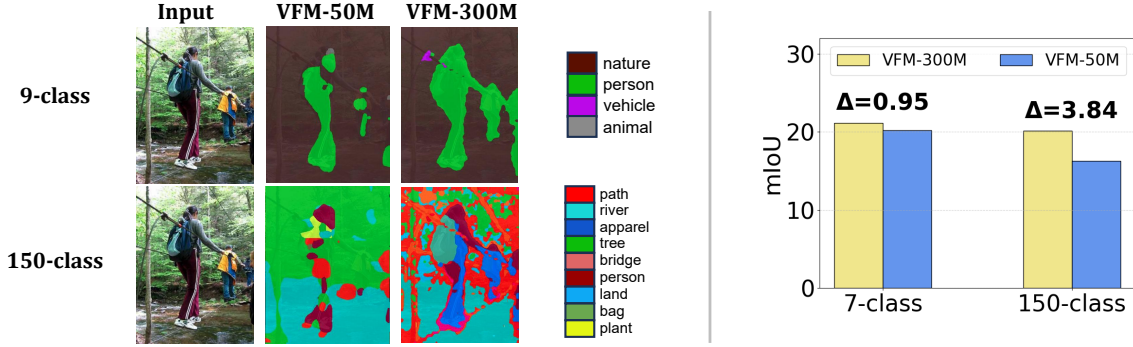 Input VFM-50M VFM-300M
9-class
nature
person
vehicle
animal
150-class
path
river
apparel
tree
bridge
person
land
bag
plant
30
20
10
0
mIoU
VFM-300M VFM-50M
Δ=0.95 Δ=3.84
7-class 150-class